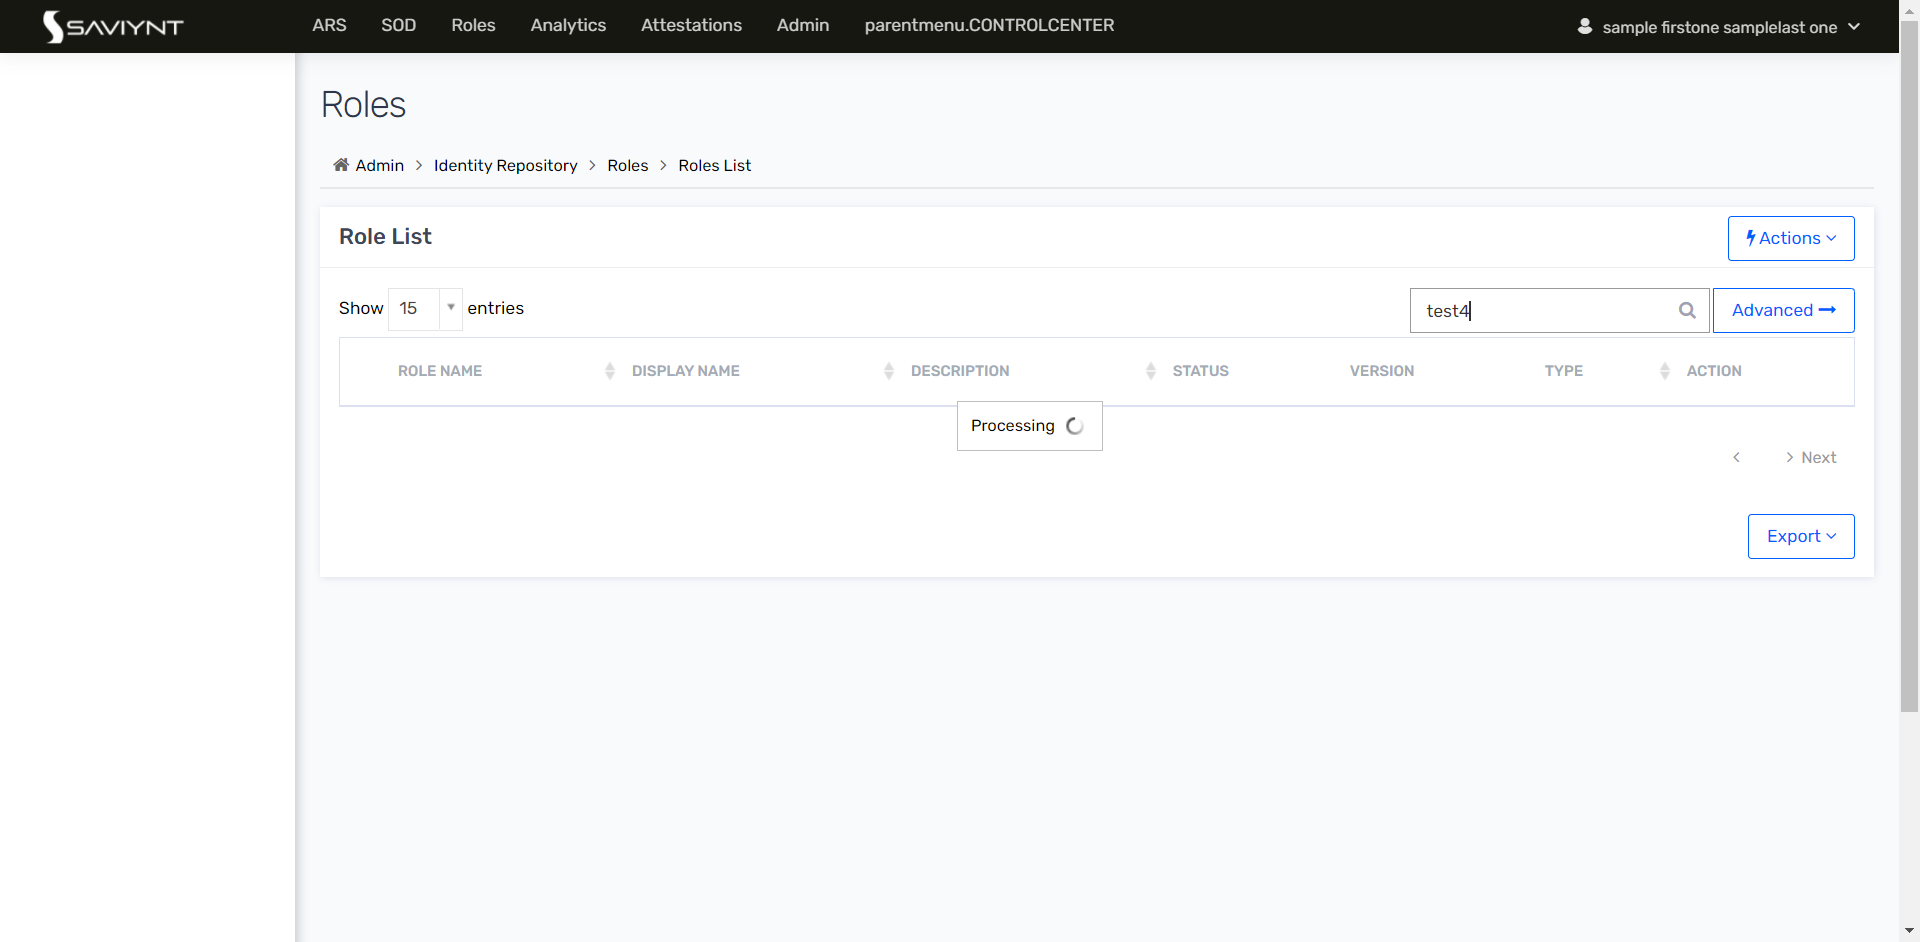 SAVIYNT
ARS SOD Roles Analytics Attestations Admin parentmenu.CONTROLCENTER
sample firstone samplelast one
Roles
Admin > Identity Repository > Roles > Roles List
Role List
Actions
Show 15 entries
test4
Advanced
ROLE NAME DISPLAY NAME DESCRIPTION STATUS VERSION TYPE ACTION
Processing
Next
Export